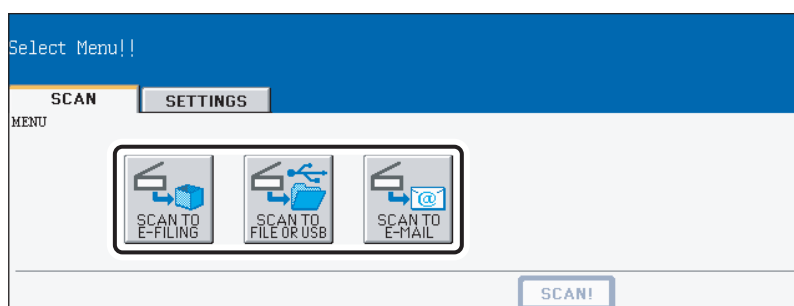 Select Menu!!
SCAN
SETTINGS
MENU
SCAN TO
E-FILING
SCAN TO
FILE OR USB
SCAN TO
E-MAIL
SCAN!